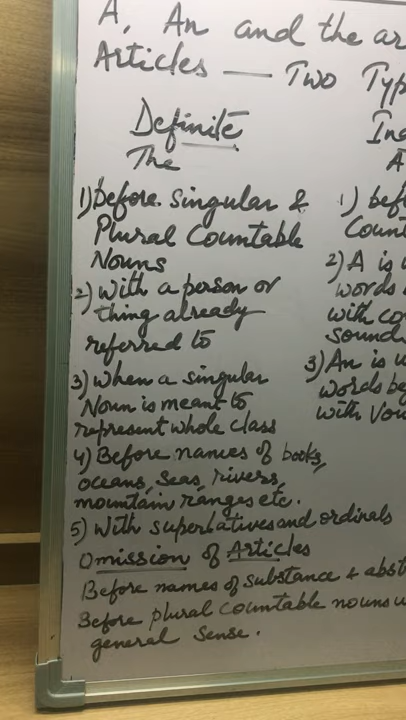 A, An and the ar
Articles — Two Typ
Definite
The
1) before singular &
Plural Countable
Nouns
2) with a person or
thing already
referred to
3) when a singular
Noun is meant to
represent whole class
4) Before names of books,
oceans, seas, rivers,
mountain ranges etc.
5) With superlatives and ordinals
Omission of Articles
Before names of substance & abst
Before plural countable nouns u
general sense.
Ind
A
1) bef
Count
2) A is u
words
with co
sound
3) An is u
words be
with Vow